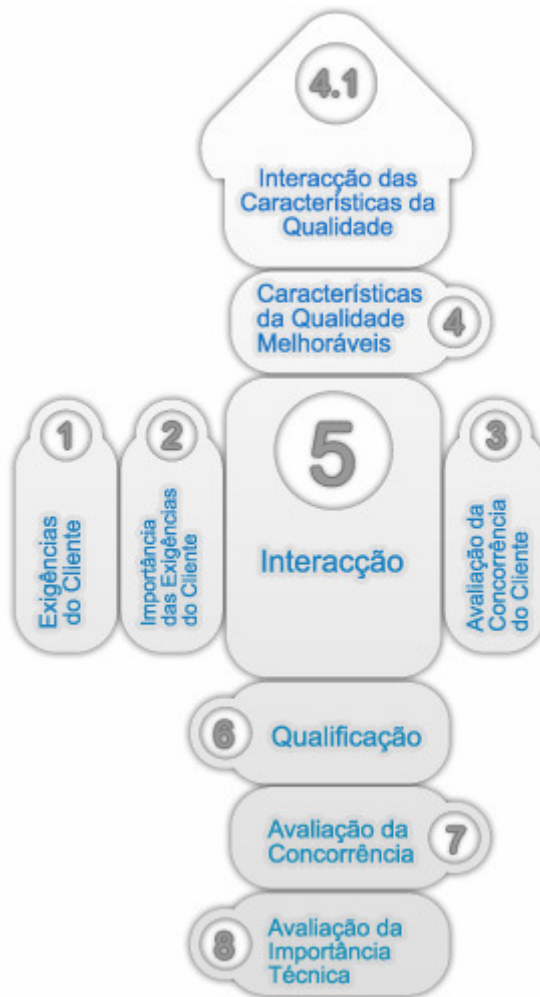 4.1
Interacção das
Características da
Qualidade
Características
da Qualidade
Melhoráveis
4
1
Exigências
do Cliente
2
Importância
das Exigências
do Cliente
5
Interacção
3
Avaliação da
Concorrência
do Cliente
6
Qualificação
Avaliação da
Concorrência
7
8
Avaliação da
Importância
Técnica